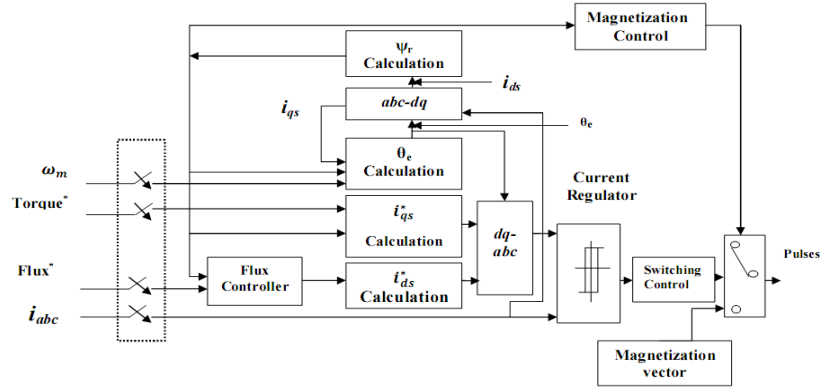 Magnetization
Control
Ψr
Calculation
ids
abc-dq
iqs
θe
θe
Calculation
ωm
Torque*
Current
Regulator
i*qs
Calculation
dq-
abc
Flux*
Flux
Controller
i*ds
Calculation
Switching
Control
Pulses
iabc
Magnetization
vector